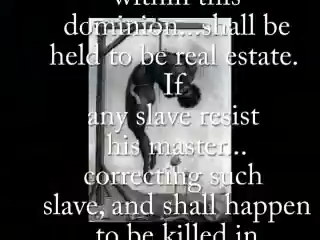 within this
dominion...shall be
held to be real estate.
If
any slave resist
his master...
correcting such
slave, and shall happen
to be killed in